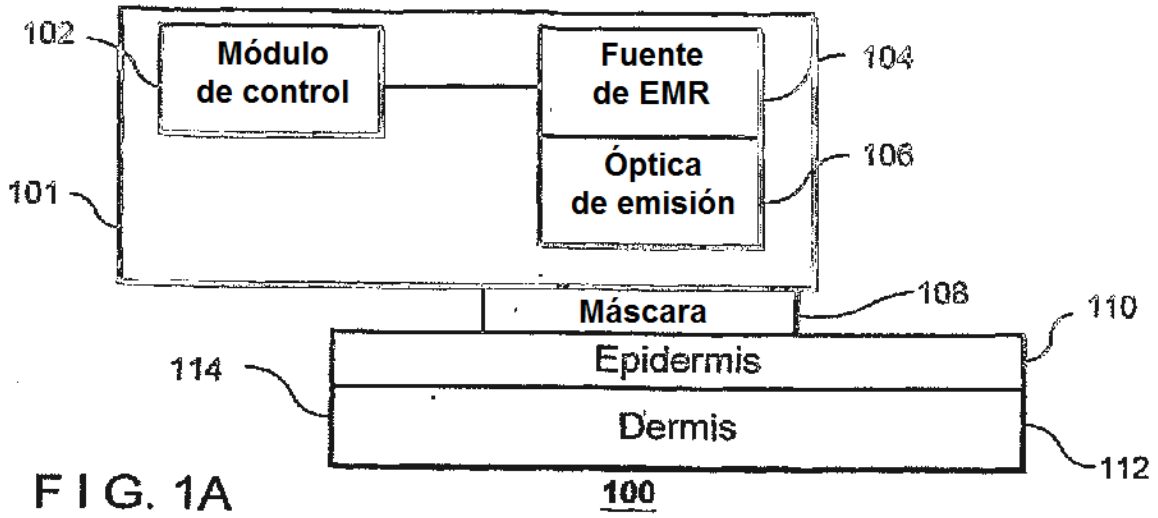 102
Módulo
de control
Fuente
de EMR
104
Óptica
de emisión
106
101
Máscara
108
110
Epidermis
114
Dermis
112
FIG. 1A
100